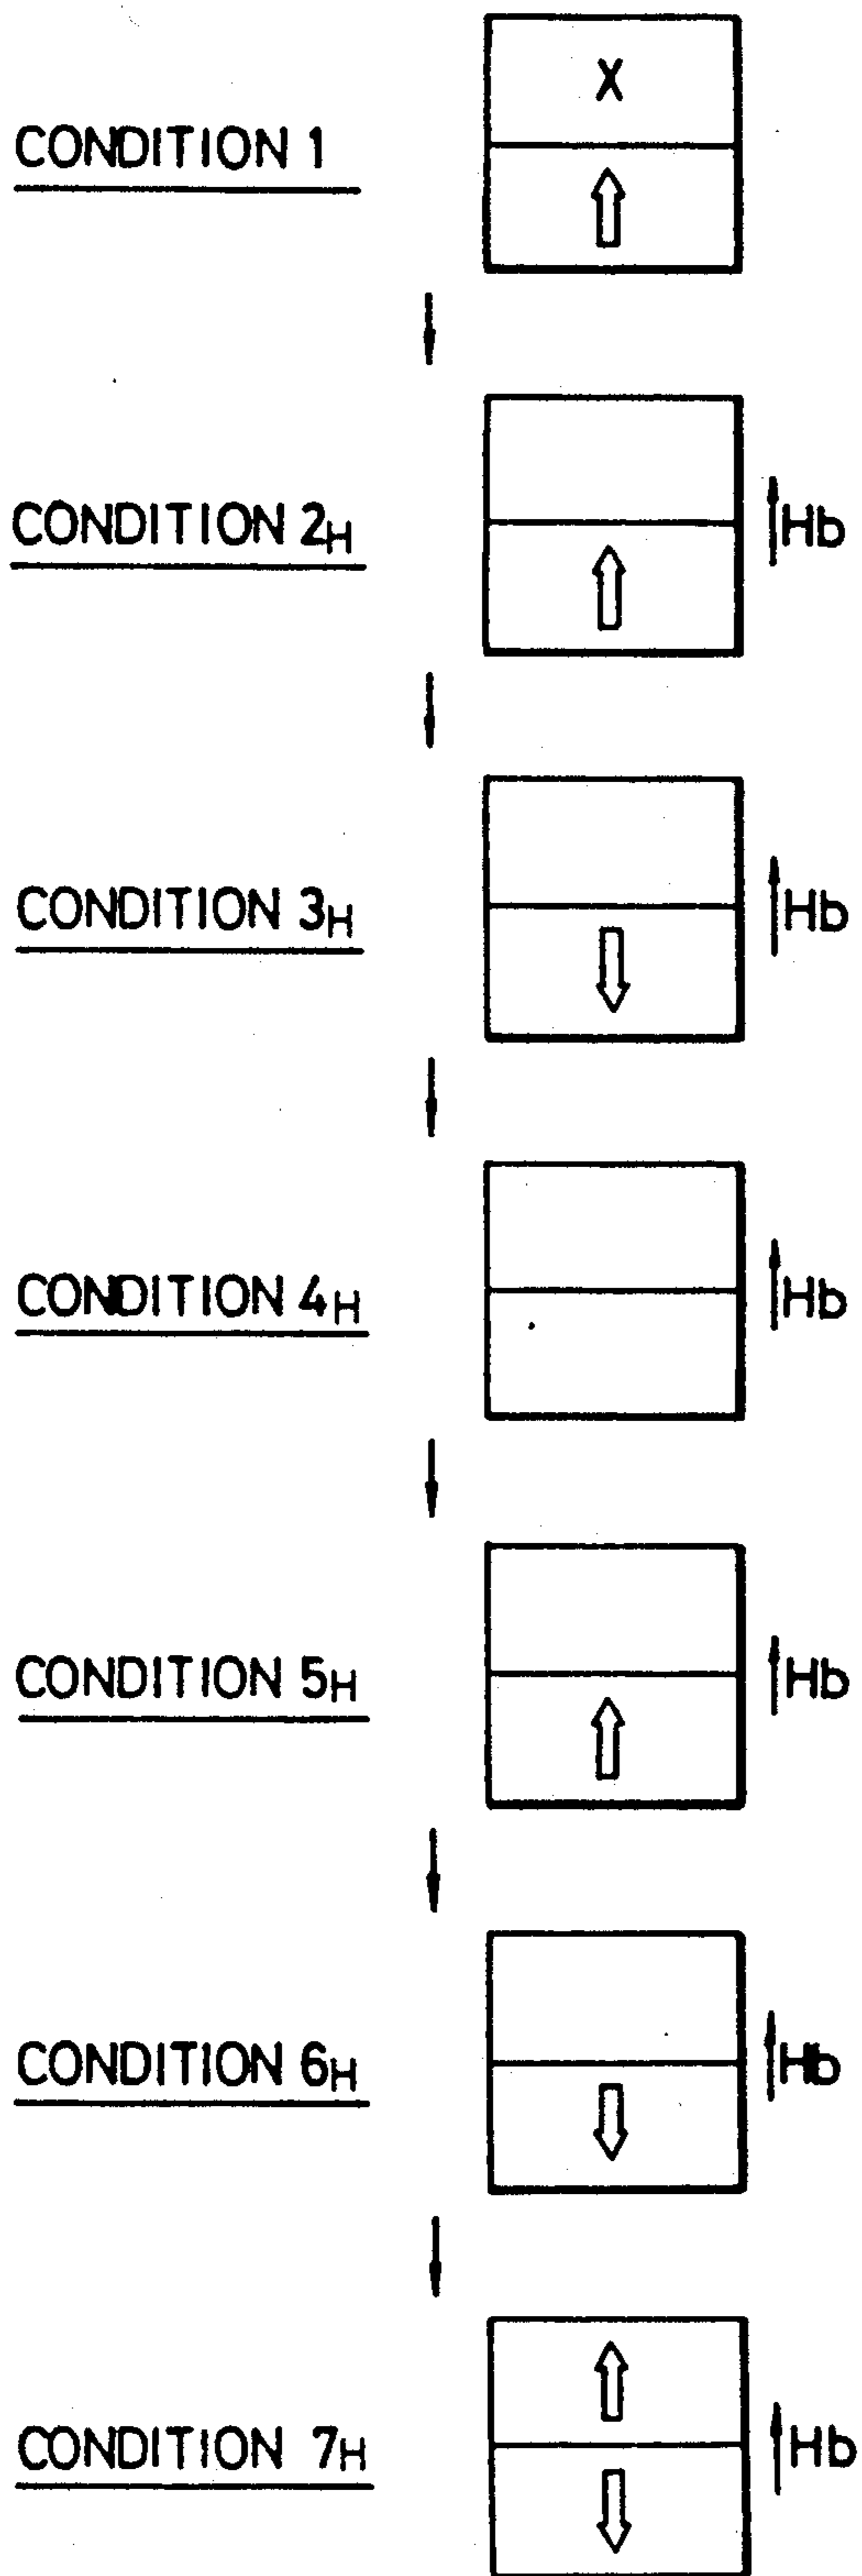 X
CONDITION 1
CONDITION 2H
Hb
CONDITION 3H
Hb
CONDITION 4H
Hb
CONDITION 5H
Hb
CONDITION 6H
Hb
CONDITION 7H
Hb